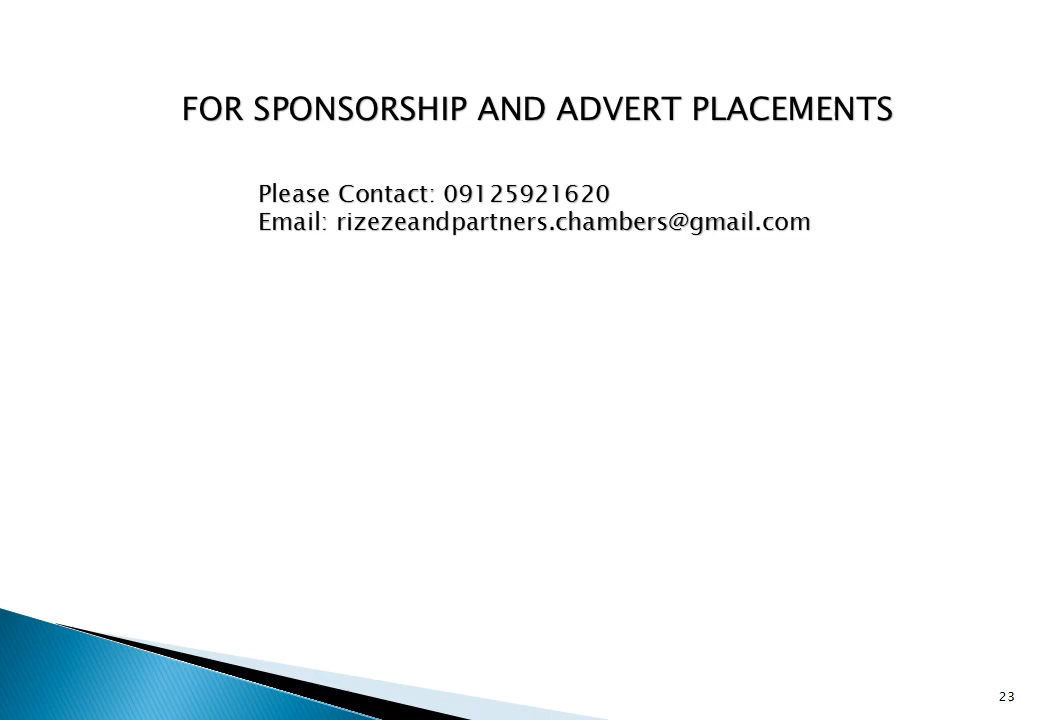 FOR SPONSORSHIP AND ADVERT PLACEMENTS
Please Contact: 09125921620
Email: rizezeandpartners.chambers@gmail.com
23